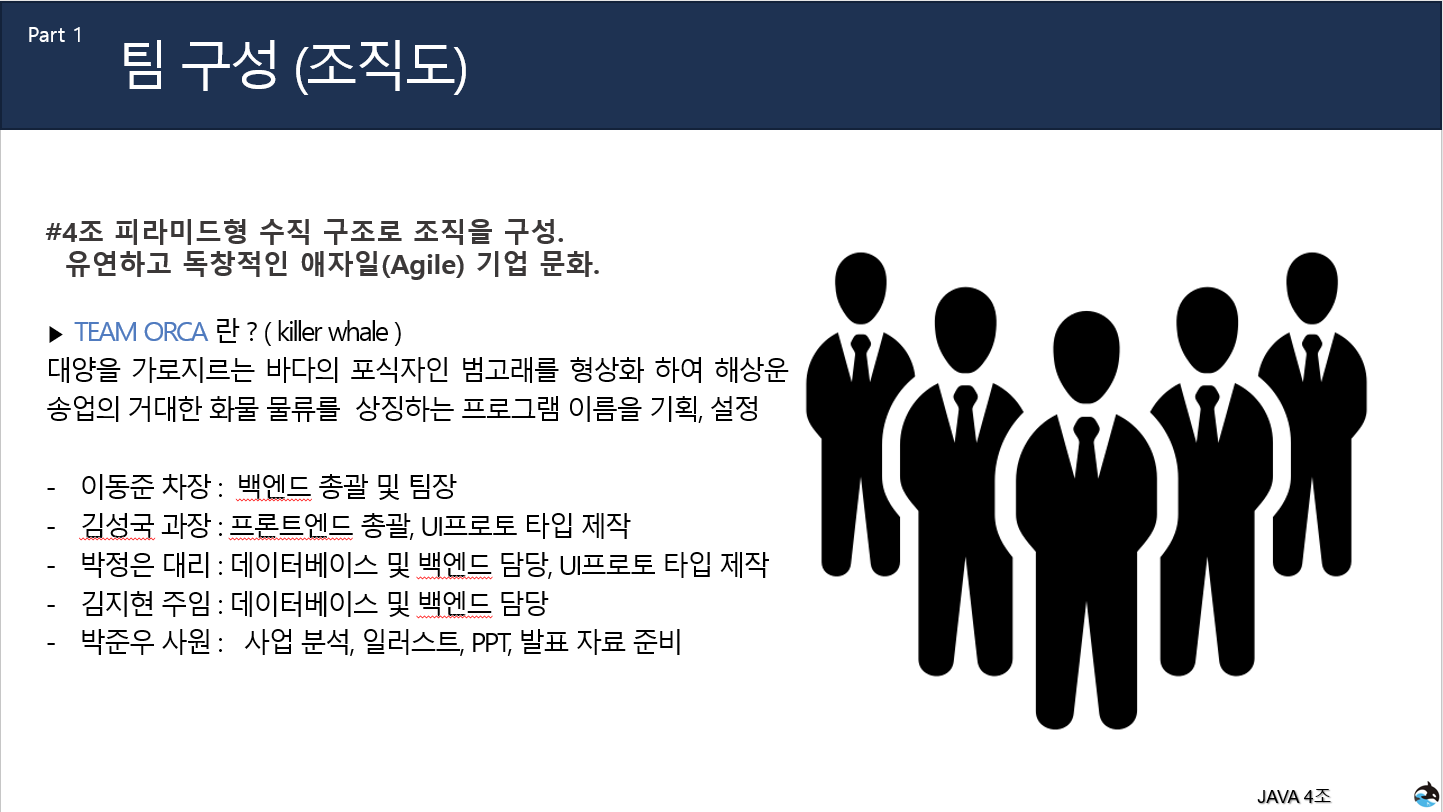 Part 1
팀 구성 (조직도)
#4조 피라미드형 수직 구조로 조직을 구성.
유연하고 독창적인 애자일(Agile) 기업 문화.
▶ TEAM ORCA 란 ? ( killer whale )
대양을 가로지르는 바다의 포식자인 범고래를 형상화 하여 해상운
송업의 거대한 화물 물류를 상징하는 프로그램 이름을 기획, 설정
- 이동준 차장 : 백엔드 총괄 및 팀장
- 김성국 과장 : 프론트엔드 총괄, UI프로토 타입 제작
- 박정은 대리 : 데이터베이스 및 백엔드 담당, UI프로토 타입 제작
- 김지현 주임 : 데이터베이스 및 백엔드 담당
- 박준우 사원 : 사업 분석, 일러스트, PPT, 발표 자료 준비
JAVA 4조